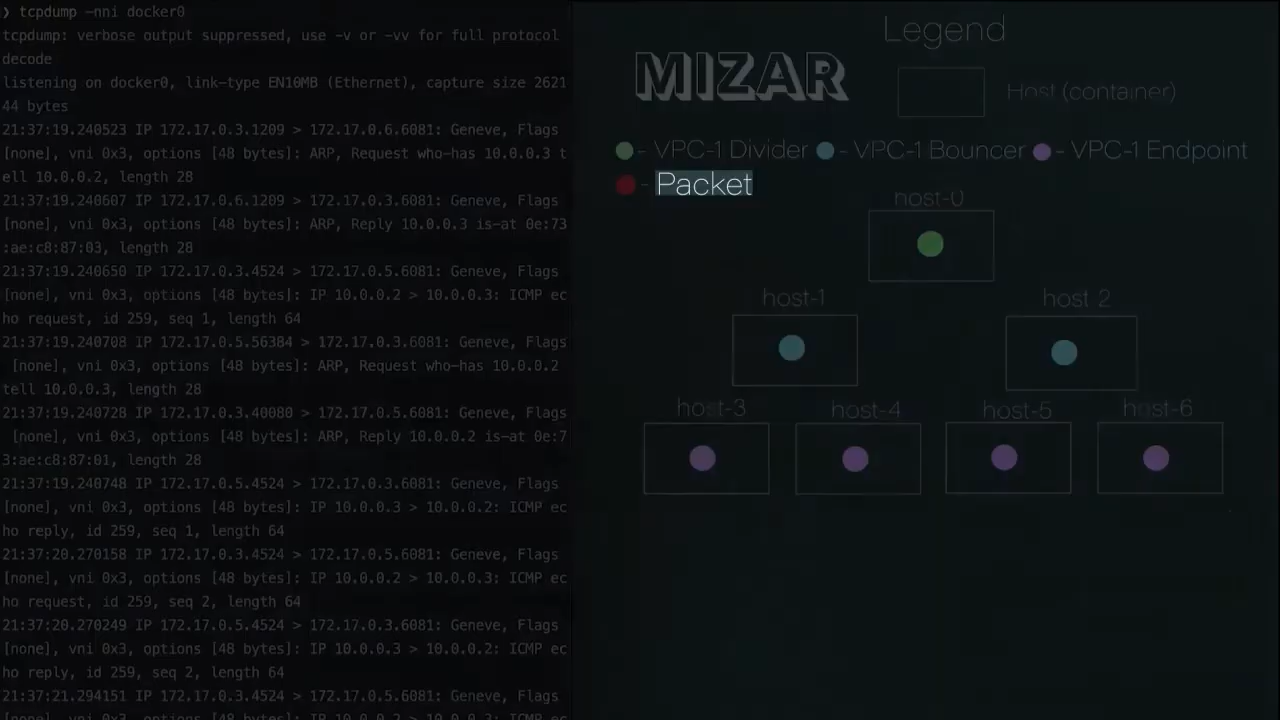 ❯ tcpdump -nni docker0
tcpdump: verbose output suppressed, use -v or -vv for full protocol
decode
listening on docker0, link-type EN10MB (Ethernet), capture size 2621
44 bytes
21:37:19.240523 IP 172.17.0.3.1209 > 172.17.0.6.6081: Geneve, Flags
[none], vni 0x3, options [48 bytes]: ARP, Request who-has 10.0.0.3 t
ell 10.0.0.2, length 28
21:37:19.240607 IP 172.17.0.6.1209 > 172.17.0.3.6081: Geneve, Flags
[none], vni 0x3, options [48 bytes]: ARP, Reply 10.0.0.3 is-at 0e:73
:ae:c8:87:03, length 28
21:37:19.240650 IP 172.17.0.3.4524 > 172.17.0.5.6081: Geneve, Flags
[none], vni 0x3, options [48 bytes]: IP 10.0.0.2 > 10.0.0.3: ICMP ec
ho request, id 259, seq 1, length 64
21:37:19.240708 IP 172.17.0.5.56384 > 172.17.0.3.6081: Geneve, Flags
[none], vni 0x3, options [48 bytes]: ARP, Request who-has 10.0.0.2
tell 10.0.0.3, length 28
21:37:19.240728 IP 172.17.0.3.40080 > 172.17.0.5.6081: Geneve, Flags
[none], vni 0x3, options [48 bytes]: ARP, Reply 10.0.0.2 is-at 0e:7
3:ae:c8:87:01, length 28
21:37:19.240748 IP 172.17.0.5.4524 > 172.17.0.3.6081: Geneve, Flags
[none], vni 0x3, options [48 bytes]: IP 10.0.0.3 > 10.0.0.2: ICMP ec
ho reply, id 259, seq 1, length 64
21:37:20.270158 IP 172.17.0.3.4524 > 172.17.0.5.6081: Geneve, Flags
[none], vni 0x3, options [48 bytes]: IP 10.0.0.2 > 10.0.0.3: ICMP ec
ho request, id 259, seq 2, length 64
21:37:20.270249 IP 172.17.0.5.4524 > 172.17.0.3.6081: Geneve, Flags
[none], vni 0x3, options [48 bytes]: IP 10.0.0.3 > 10.0.0.2: ICMP ec
ho reply, id 259, seq 2, length 64
21:37:21.294151 IP 172.17.0.3.4524 > 172.17.0.5.6081: Geneve, Flags
[none], vni 0x3, options [48 bytes]: IP 10.0.0.2 > 10.0.0.3: ICMP ec
Legend
MIZAR
Host (container)
- VPC-1 Divider - VPC-1 Bouncer - VPC-1 Endpoint
- Packet
host-0
host-1 host 2
host-3 host-4 host-5 host-6